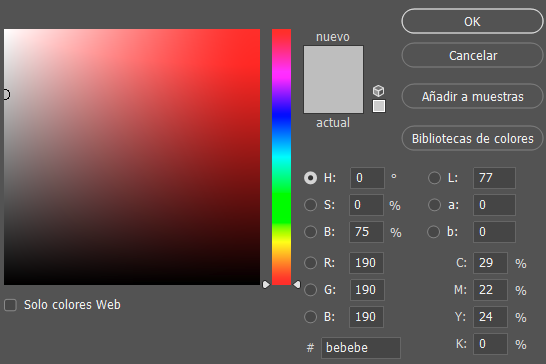 nuevo
actual
OK
Cancelar
Añadir a muestras
Bibliotecas de colores
H: 0 °
S: 0 %
B: 75 %
R: 190
G: 190
B: 190
# bebebe
L: 77
a: 0
b: 0
C: 29 %
M: 22 %
Y: 24 %
K: 0 %
Solo colores Web